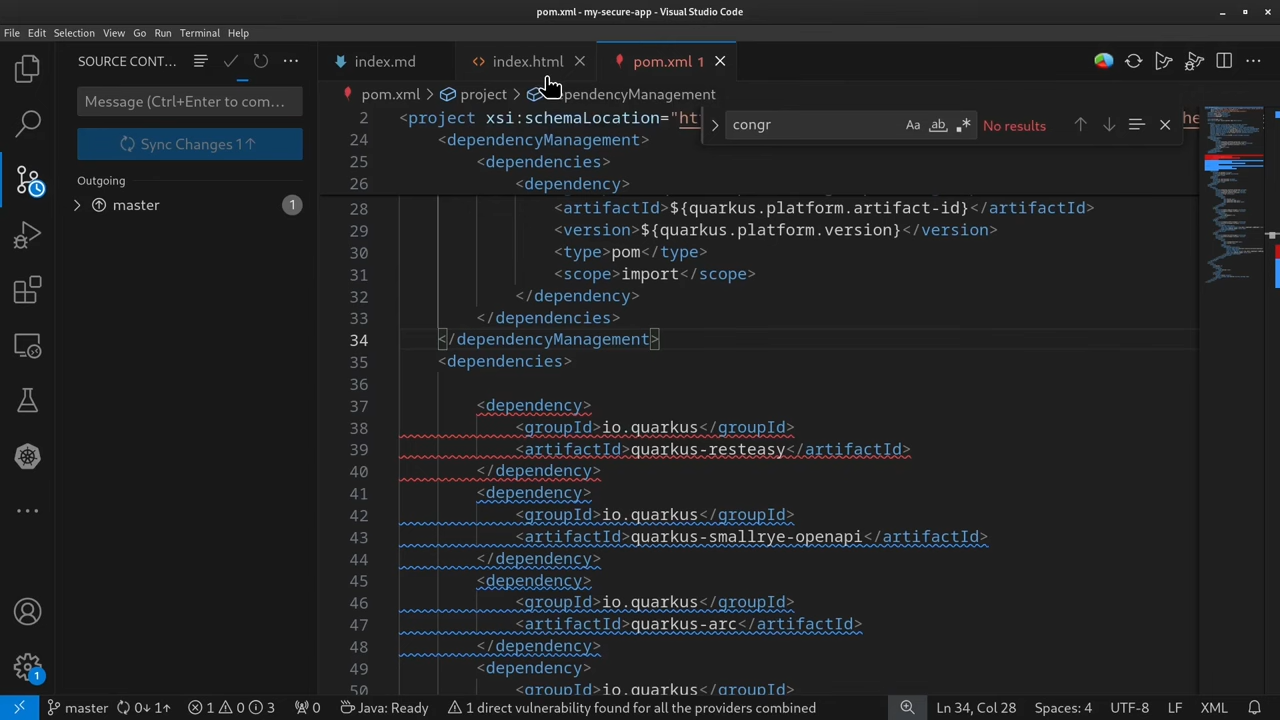 pom.xml - my-secure-app - Visual Studio Code
File Edit Selection View Go Run Terminal Help
SOURCE CONT...
index.md
index.html
pom.xml 1
pom.xml > project > dependencyManagement
Message (Ctrl+Enter to com...
Sync Changes 1↑
Outgoing
master 1
congr
Aa
ab
No results
2 <project xsi:schemaLocation="
24 <dependencyManagement>
25 <dependencies>
26 <dependency>
28 <artifactId>${quarkus.platform.artifact-id}</artifactId>
29 <version>${quarkus.platform.version}</version>
30 <type>pom</type>
31 <scope>import</scope>
32 </dependency>
33 </dependencies>
34 </dependencyManagement>
35 <dependencies>
36
37 <dependency>
38 <groupId>io.quarkus</groupId>
39 <artifactId>quarkus-resteasy</artifactId>
40 </dependency>
41 <dependency>
42 <groupId>io.quarkus</groupId>
43 <artifactId>quarkus-smallrye-openapi</artifactId>
44 </dependency>
45 <dependency>
46 <groupId>io.quarkus</groupId>
47 <artifactId>quarkus-arc</artifactId>
48 </dependency>
49 <dependency>
50 <groupId>io.quarkus</groupId>
1
master 0↓ 1↑ 1 0 3 0 Java: Ready 1 direct vulnerability found for all the providers combined Ln 34, Col 28 Spaces: 4 UTF-8 LF XML